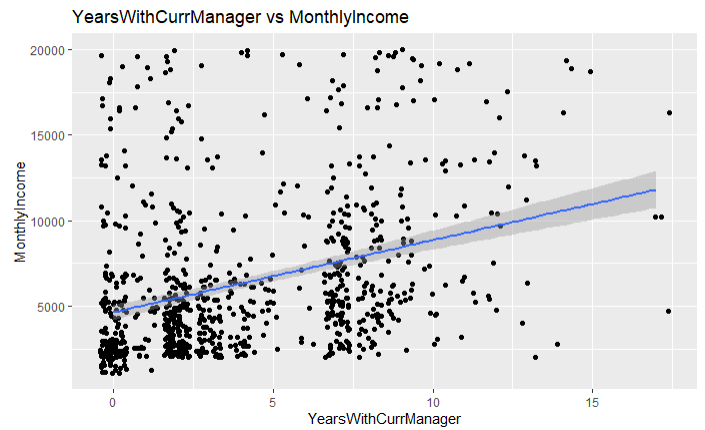 YearsWithCurrManager vs MonthlyIncome
20000
15000
10000
5000
MonthlyIncome
0 5 10 15
YearsWithCurrManager